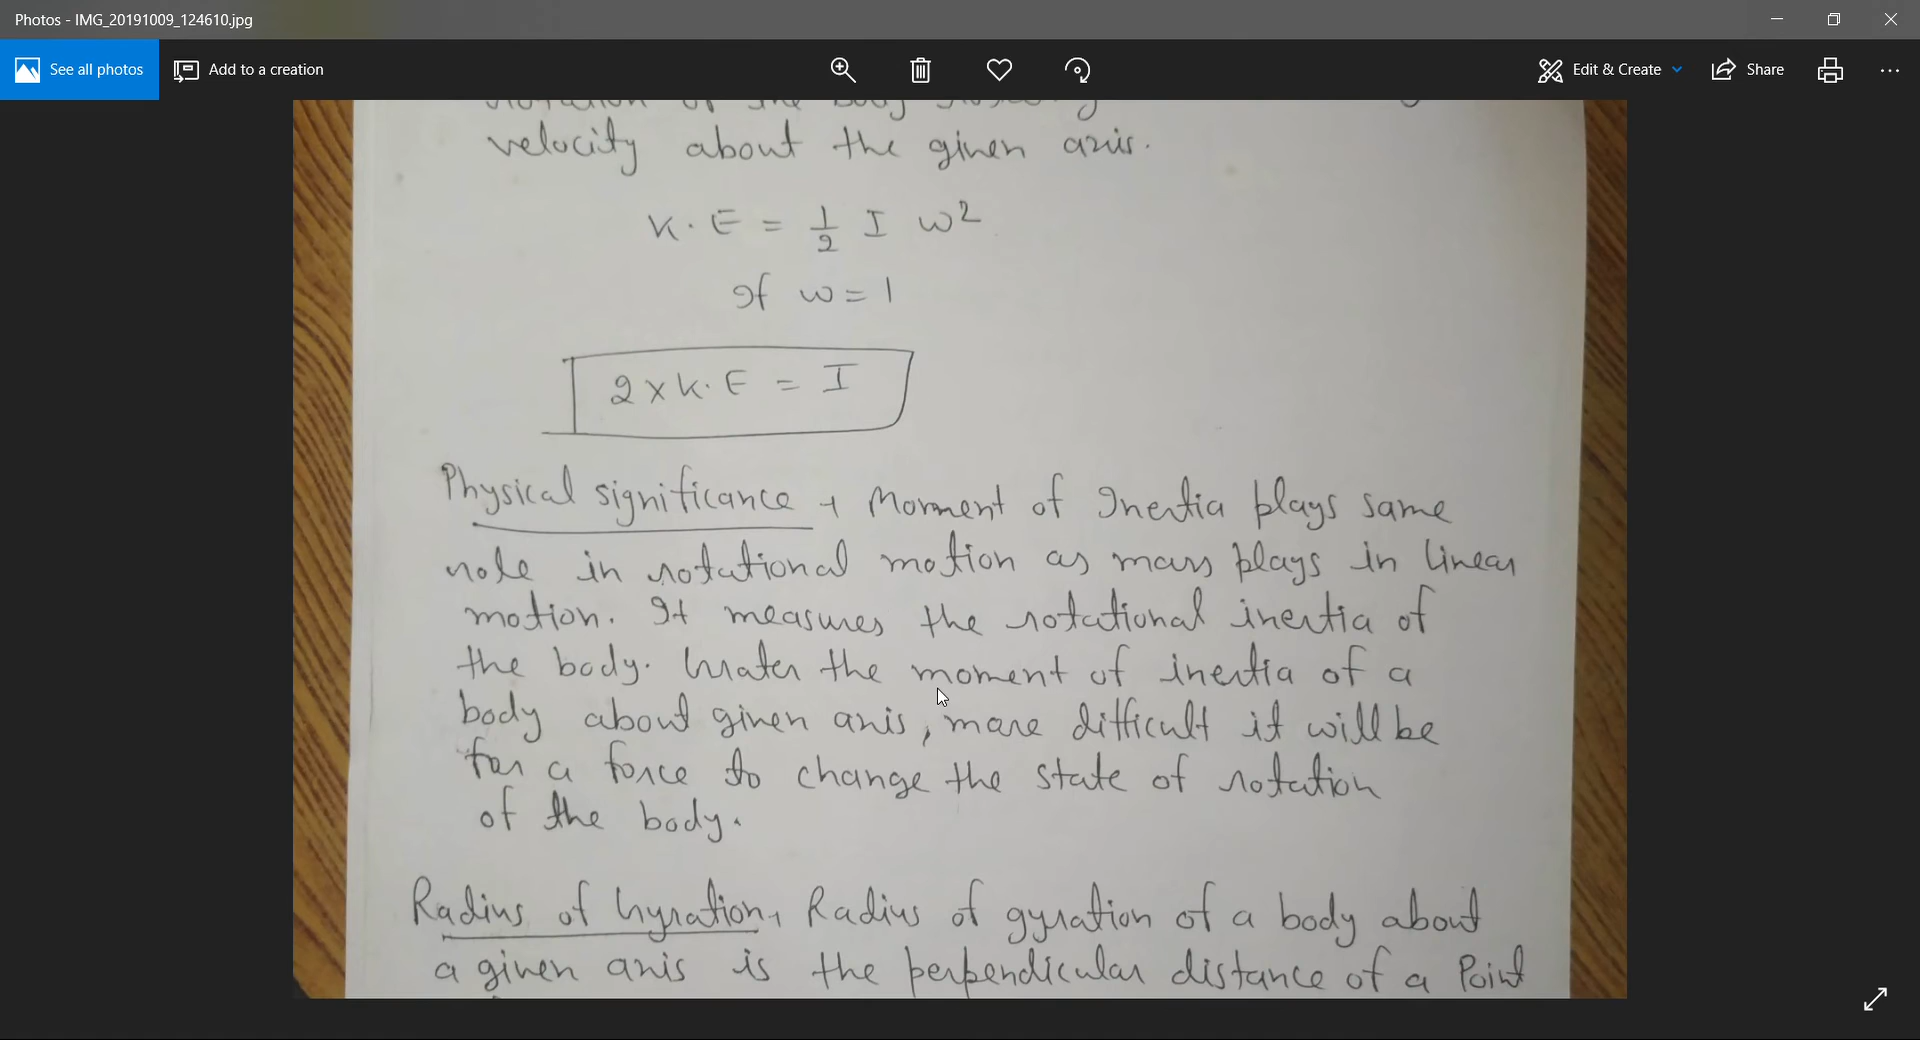 Photos - IMG_20191009_124610.jpg
See all photos
Add to a creation
Edit & Create
Share
velocity about the given axis.
K.E = 1/2 I w²
If w = 1
2 x K.E = I
Physical significance → Moment of Inertia plays same
role in rotational motion as mass plays in linear
motion. It measures the rotational inertia of
the body. Greater the moment of inertia of a
body about given axis, more difficult it will be
for a force to change the state of rotation
of the body.
Radius of Gyration → Radius of gyration of a body about
a given axis is the perpendicular distance of a Point